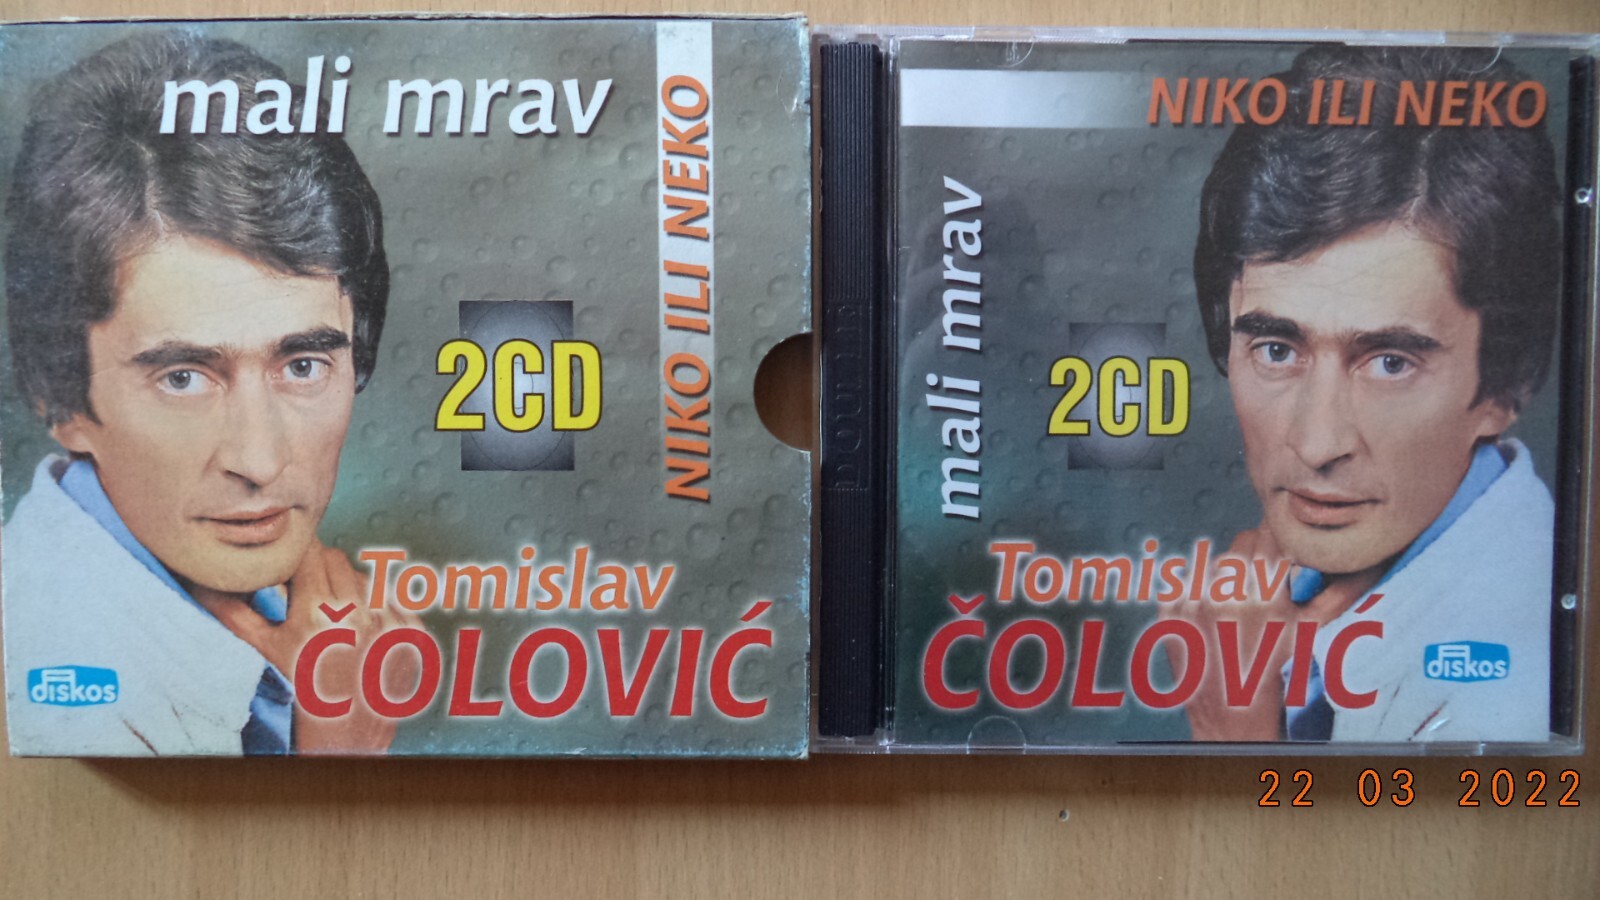 mali mrav
NIKO ILI NEKO
2CD
Tomislav
ČOLOVIĆ
diskos
DOUBLE
NIKO ILI NEKO
mali mrav
2CD
Tomislav
ČOLOVIĆ
diskos
22 03 2022